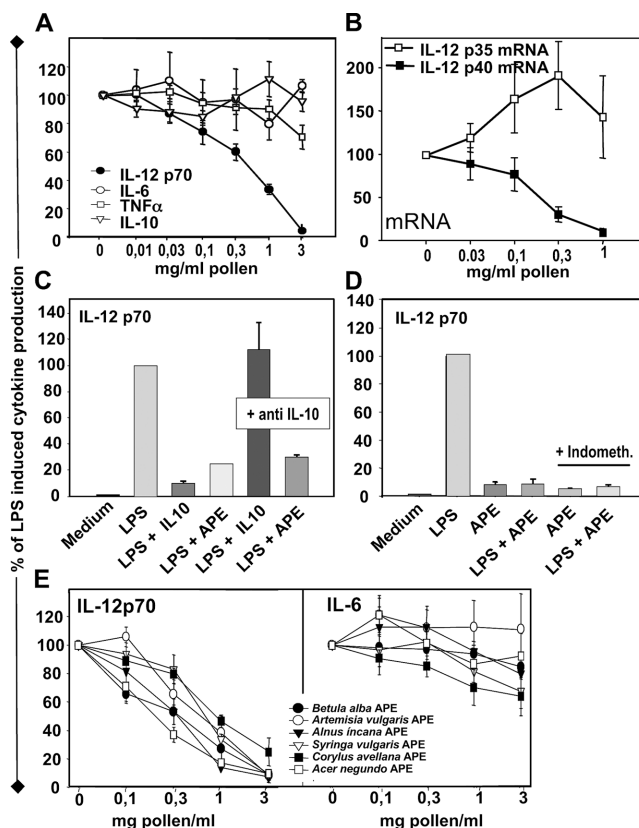 % of LPS induced cytokine production
A
120
100
80
60
40
20
0
IL-12 p70
IL-6
TNFα
IL-10
0 0,01 0,03 0,1 0,3 1 3
mg/ml pollen
B
IL-12 p35 mRNA
IL-12 p40 mRNA
200
150
100
50
0
mRNA
0 0.03 0,1 0,3 1
mg/ml pollen
C
IL-12 p70
120
100
80
60
40
20
0
+ anti IL-10
Medium
LPS
LPS + IL10
LPS + APE
LPS + IL10
LPS + APE
D
IL-12 p70
120
100
80
60
40
20
0
+ Indometh.
Medium
LPS
APE
LPS + APE
APE
LPS + APE
E
IL-12p70
IL-6
120
100
80
60
40
20
0
Betula alba APE
Artemisia vulgaris APE
Alnus incana APE
Syringa vulgaris APE
Corylus avellana APE
Acer negundo APE
0 0,1 0,3 1 3
mg pollen/ml
0 0,1 0,3 1 3
mg pollen/ml